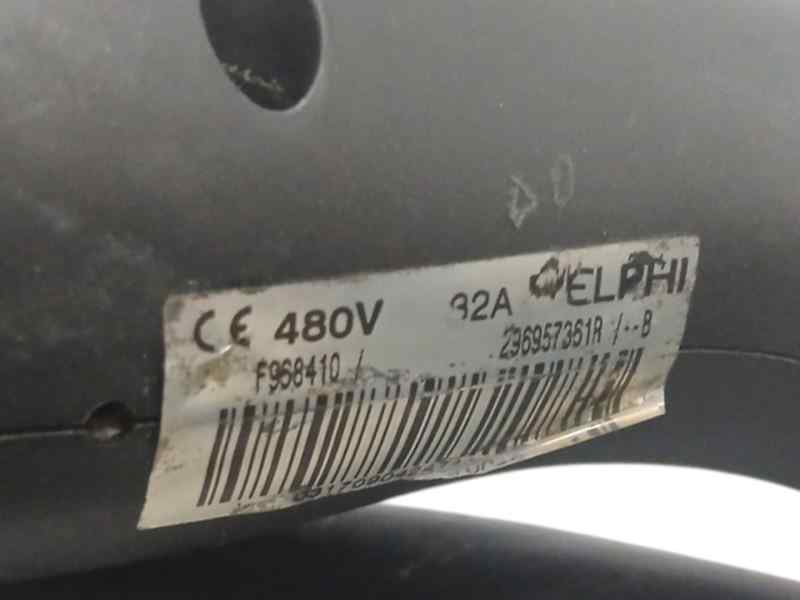 CE 480V 32A DELPHI
F968410 / 296957361R /--B